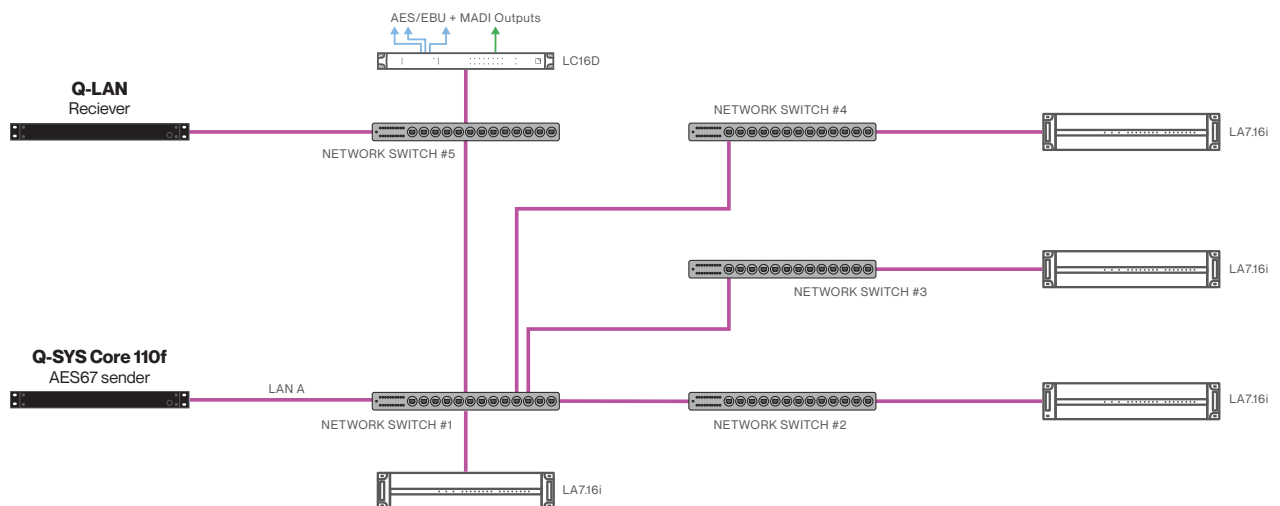 AES/EBU + MADI Outputs
LC16D
Q-LAN
Reciever
NETWORK SWITCH #5
NETWORK SWITCH #4
LA7.16i
NETWORK SWITCH #3
LA7.16i
Q-SYS Core 110f
AES67 sender
LAN A
NETWORK SWITCH #1
NETWORK SWITCH #2
LA7.16i
LA7.16i